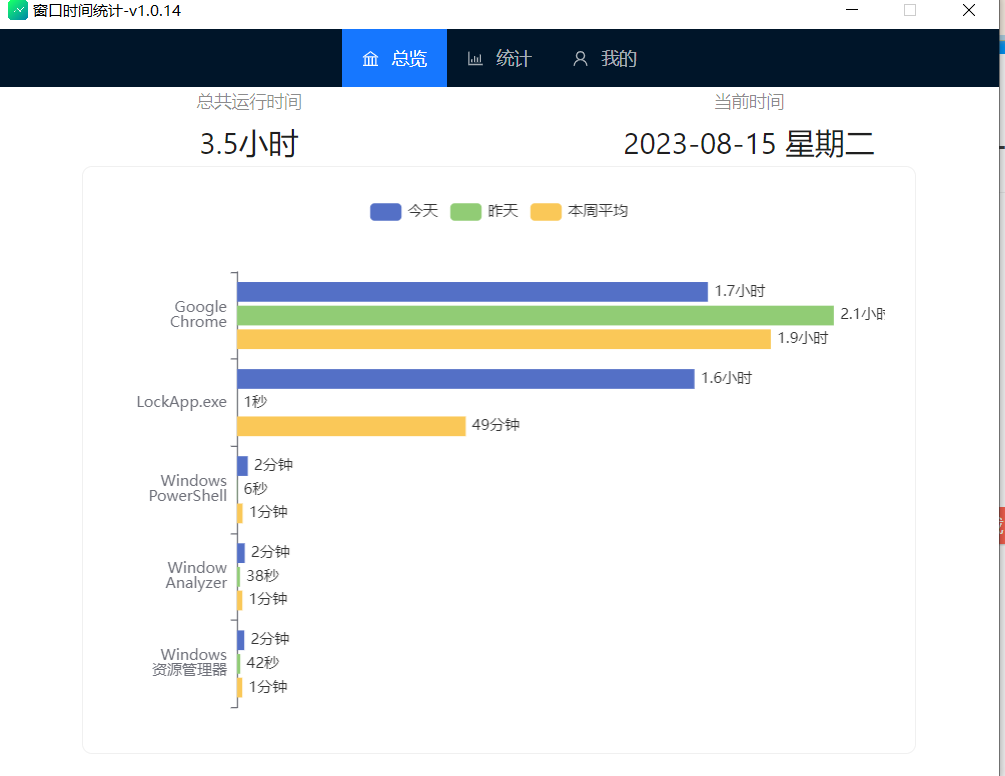 窗口时间统计-v1.0.14
总览 统计 我的
总共运行时间 当前时间
3.5小时 2023-08-15 星期二
今天 昨天 本周平均
Google
Chrome
1.7小时
2.1小时
1.9小时
LockApp.exe
1.6小时
1秒
49分钟
Windows
PowerShell
2分钟
6秒
1分钟
Window
Analyzer
2分钟
38秒
1分钟
Windows
资源管理器
2分钟
42秒
1分钟